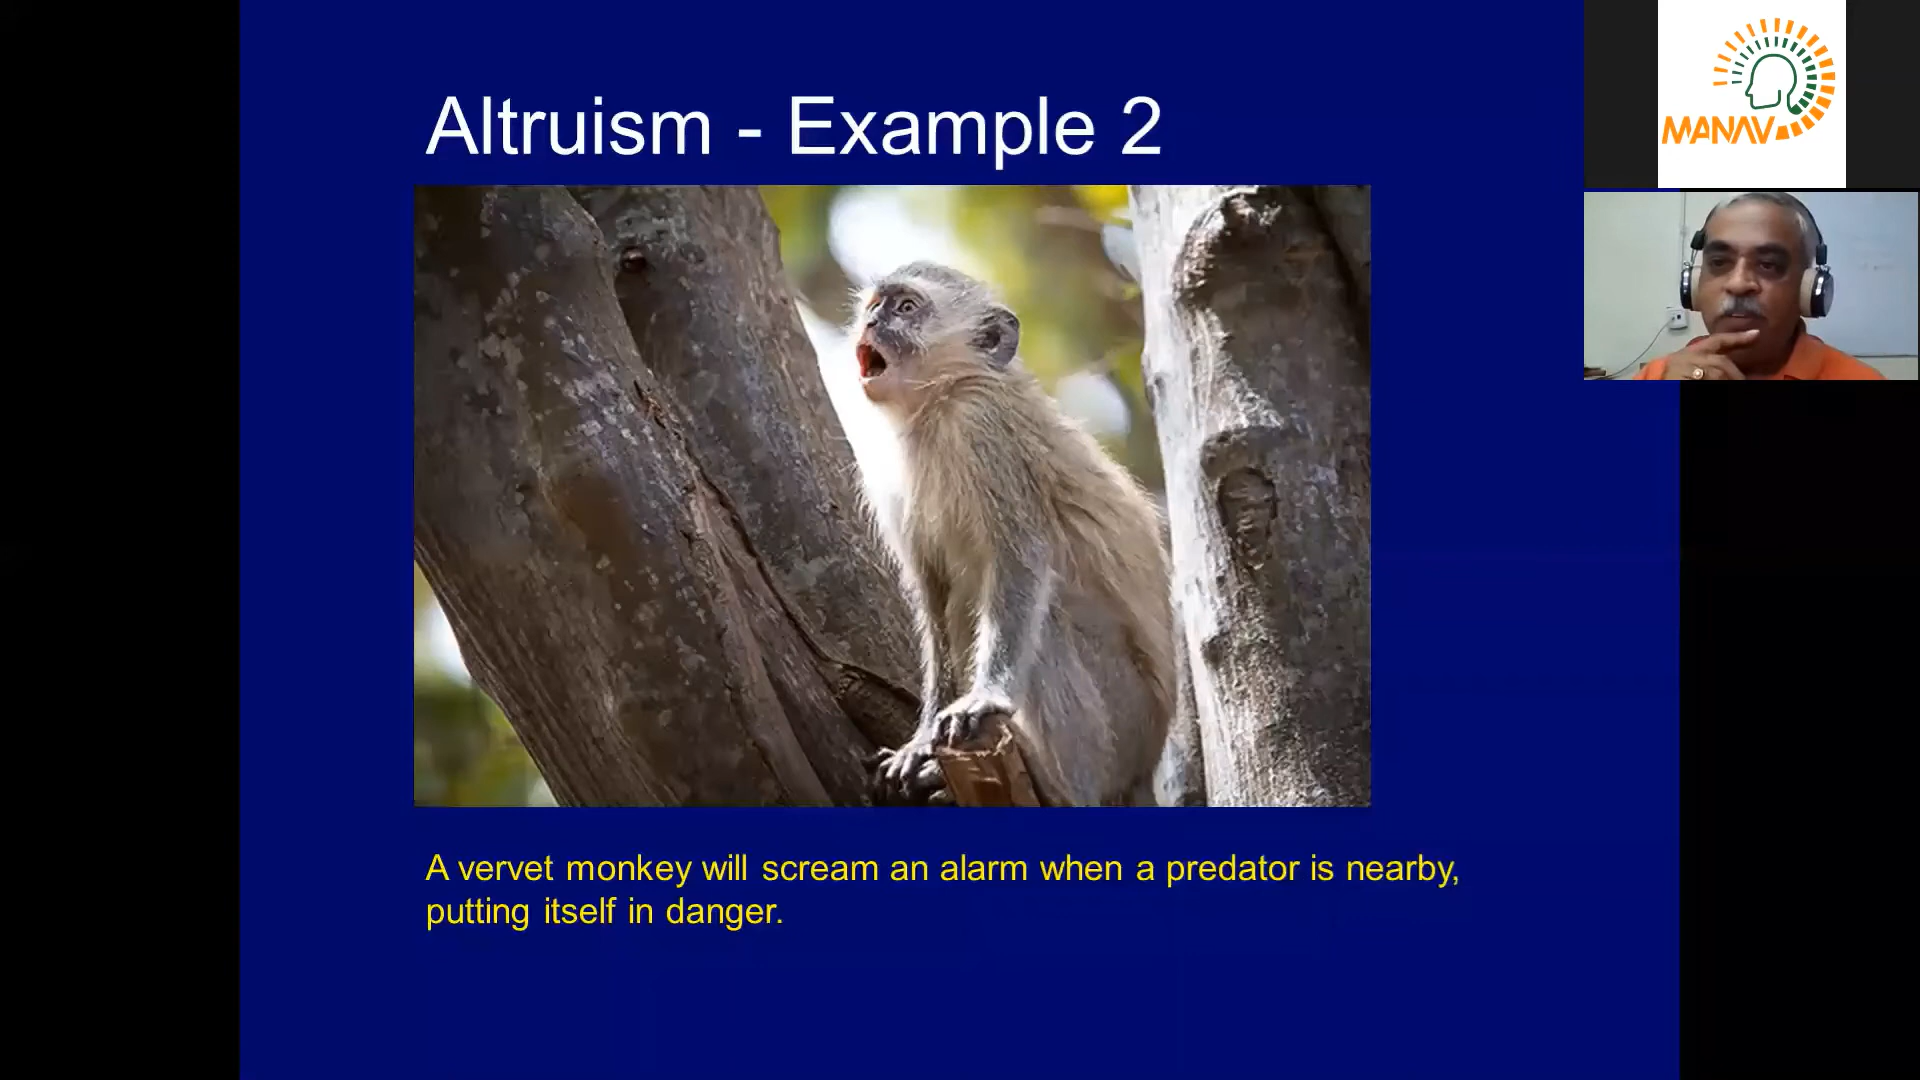 Altruism - Example 2
MANAV
A vervet monkey will scream an alarm when a predator is nearby,
putting itself in danger.